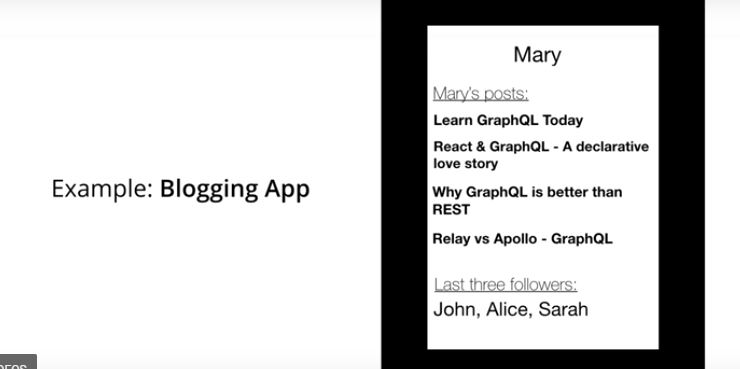 Example: Blogging App
Mary
Mary's posts:
Learn GraphQL Today
React & GraphQL - A declarative
love story
Why GraphQL is better than
REST
Relay vs Apollo - GraphQL
Last three followers:
John, Alice, Sarah